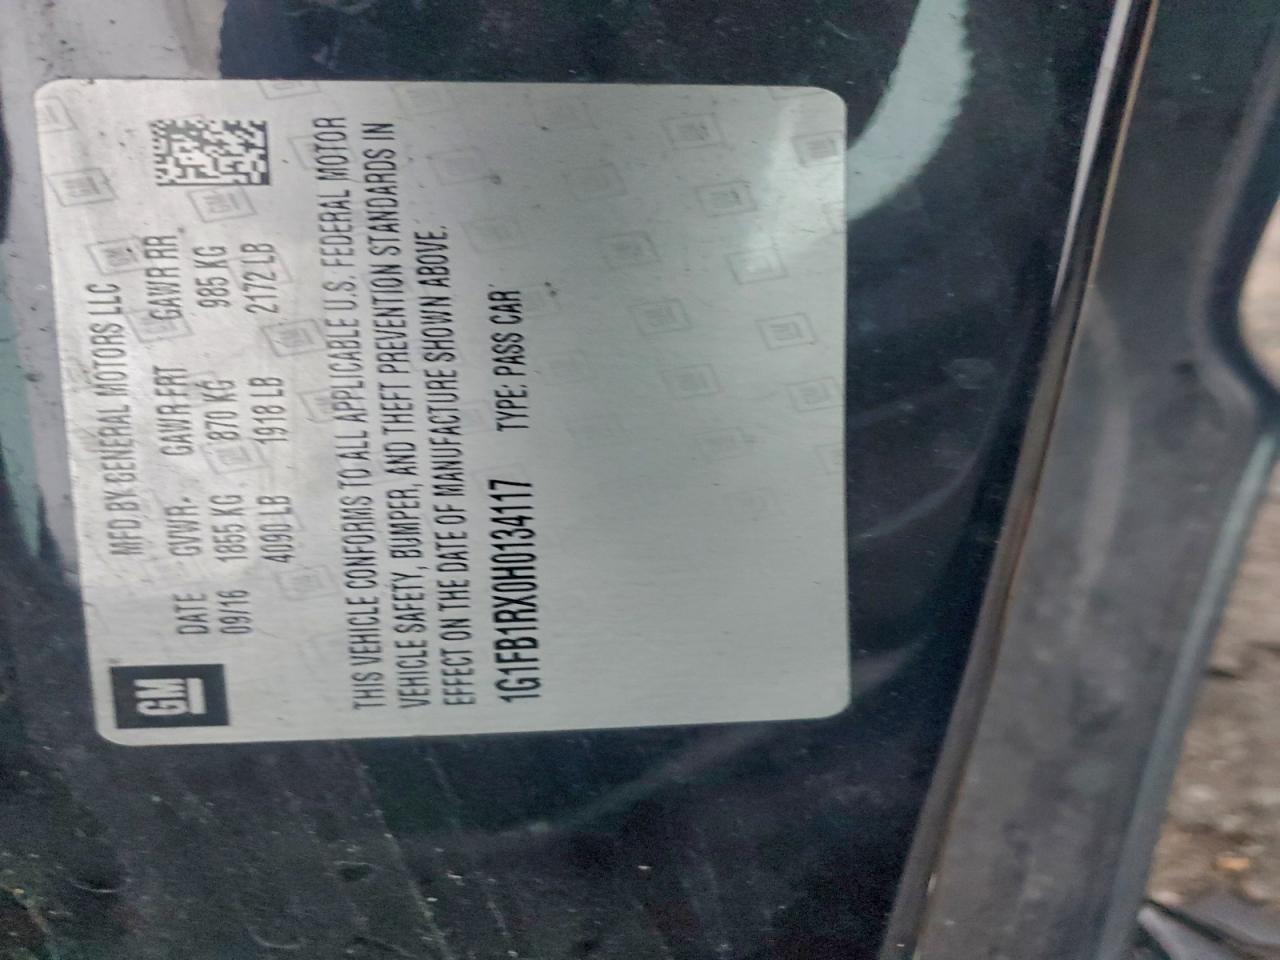 GM
MFD BY GENERAL MOTORS LLC
DATE GVWR GAWR FRT GAWR RR
09/16 1855 KG 870 KG 985 KG
4090 LB 1918 LB 2172 LB
THIS VEHICLE CONFORMS TO ALL APPLICABLE U.S. FEDERAL MOTOR
VEHICLE SAFETY, BUMPER, AND THEFT PREVENTION STANDARDS IN
EFFECT ON THE DATE OF MANUFACTURE SHOWN ABOVE.
1G1FB1RX0H0134117 TYPE: PASS CAR